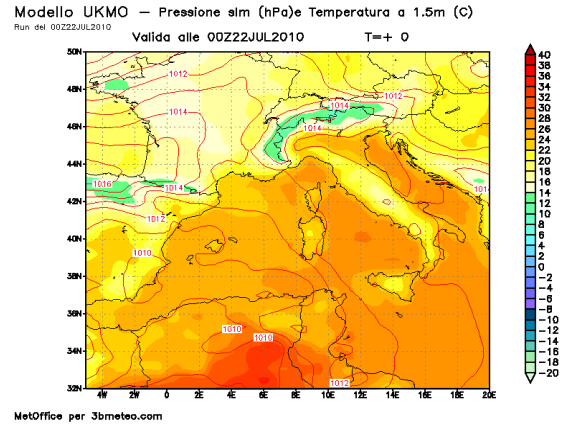 Modello UKMO — Pressione slm (hPa)e Temperatura a 1.5m (C)
Run del 00Z22JUL2010
Valida alle 00Z22JUL2010 T=+ 0
50N
48N
46N
44N
42N
40N
38N
36N
34N
32N
4W 2W 0 2E 4E 6E 8E 10E 12E 14E 16E 18E 20E
1012
1014
1014
1012
1014
1016
1014
1014
1012
1010
1010
1010
1012
40
38
36
34
32
30
28
26
24
22
20
18
16
14
12
10
8
6
4
2
0
-2
-4
-6
-8
-10
-12
-14
-16
-18
-20
MetOffice per 3bmeteo.com